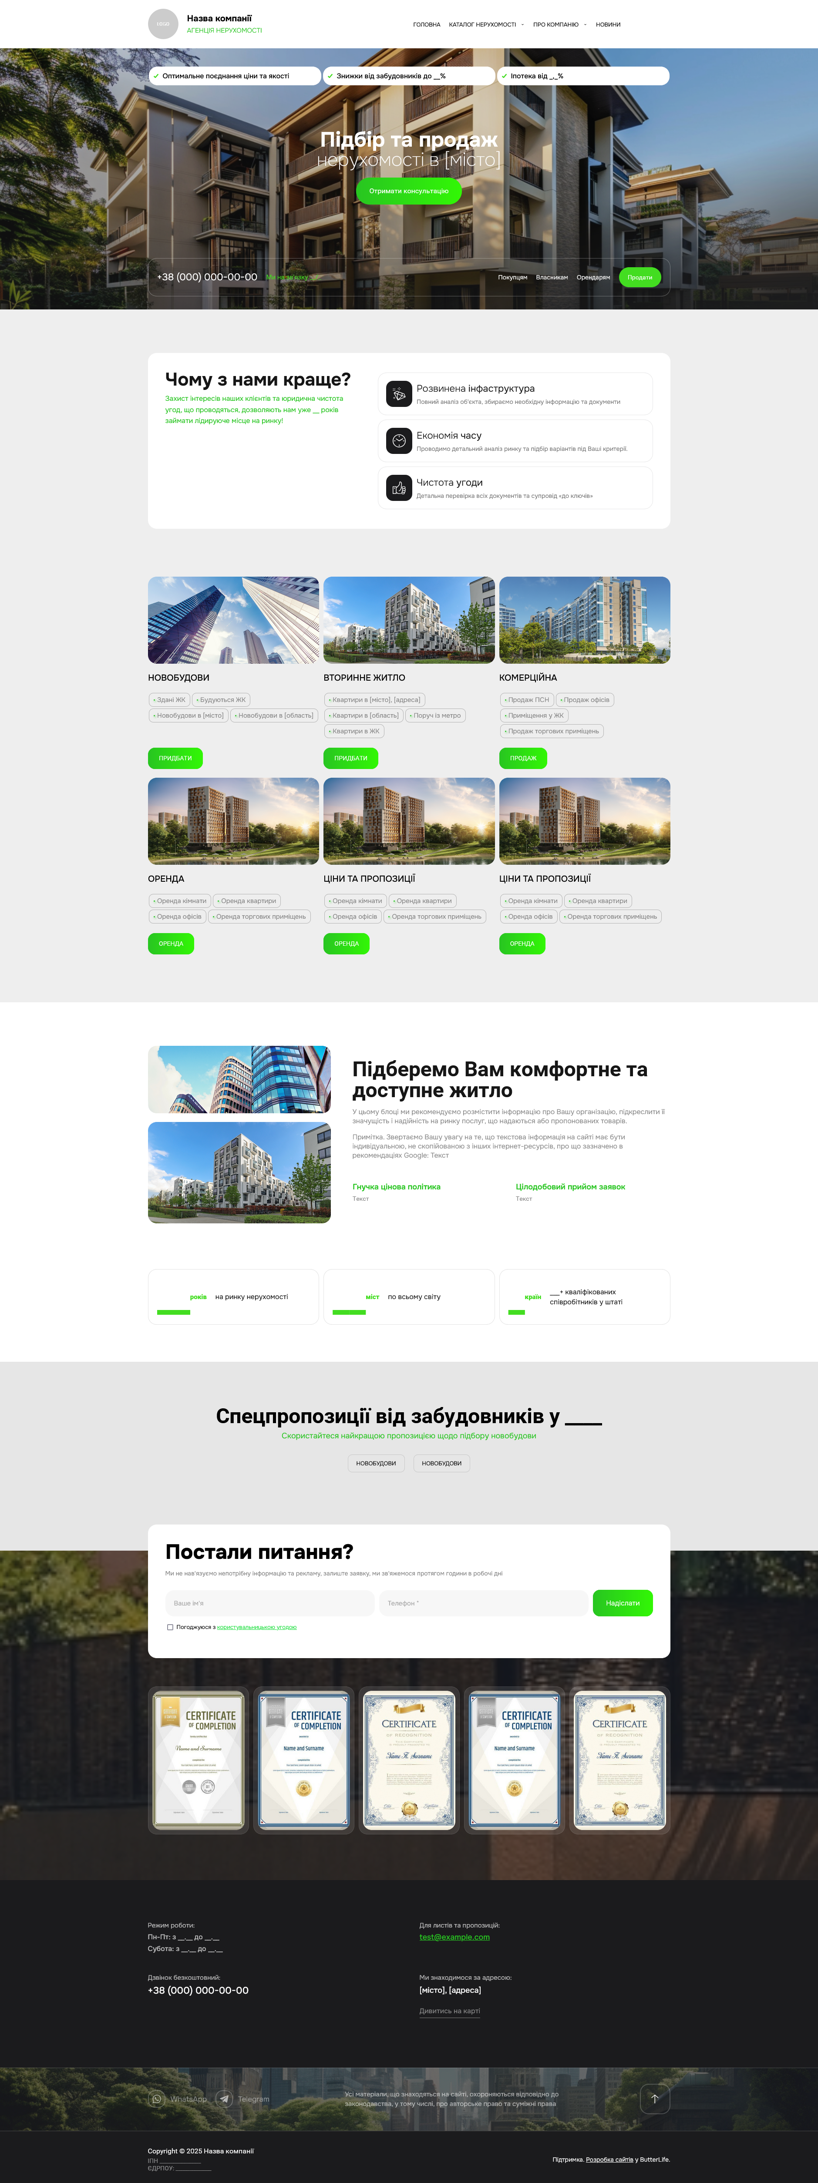 Назва компанії
АГЕНЦІЯ НЕРУХОМОСТІ
ГОЛОВНА
КАТАЛОГ НЕРУХОМОСТІ
ПРО КОМПАНІЮ
НОВИНИ
Оптимальне поєднання ціни та якості
Знижки від забудовників до __%
Іпотека від _._%
Підбір та продаж
нерухомості в [місто]
Отримати консультацію
+38 (000) 000-00-00
Ми на зв'язку
Покупцям
Власникам
Орендарям
Продати
Чому з нами краще?
Захист інтересів наших клієнтів та юридична чистота
угод, що проводяться, дозволяють нам уже __ років
займати лідируюче місце на ринку!
Розвинена інфаструктура
Повний аналіз об'єкта, збираємо необхідну інформацію та документи
Економія часу
Проводимо детальний аналіз ринку та підбір варіантів під Ваші критерії
Чистота угоди
Детальна перевірка всіх документів та супровід «до ключів»
НОВОБУДОВИ
Здані ЖК
Будуються ЖК
Новобудови в [місто]
Новобудови в [область]
ПРИДБАТИ
ВТОРИННЕ ЖИТЛО
Квартири в [місто], [адреса]
Квартири в [область]
Поруч із метро
Квартири в ЖК
ПРИДБАТИ
КОМЕРЦІЙНА
Продаж ПСН
Продаж офісів
Приміщення у ЖК
Продаж торгових приміщень
ПРОДАЖ
ОРЕНДА
Оренда кімнати
Оренда квартири
Оренда офісів
Оренда торгових приміщень
ОРЕНДА
ЦІНИ ТА ПРОПОЗИЦІЇ
Оренда кімнати
Оренда квартири
Оренда офісів
Оренда торгових приміщень
ОРЕНДА
ЦІНИ ТА ПРОПОЗИЦІЇ
Оренда кімнати
Оренда квартири
Оренда офісів
Оренда торгових приміщень
ОРЕНДА
Підберемо Вам комфортне та
доступне житло
У цьому блоці ми рекомендуємо розмістити інформацію про Вашу організацію, підкреслити її
значущість і надійність на ринку послуг, що надаються або пропонованих товарів.
Примітка. Звертаємо Вашу увагу на те, що текстова інформація на сайті має бути
індивідуальною, не скопійованою з інших інтернет-ресурсів, про що зазначено в
рекомендаціях Google: Текст
Гнучка цінова політика
Текст
Цілодобовий прийом заявок
Текст
років
на ринку нерухомості
міст
по всьому світу
країн
__+ кваліфікованих
співробітників у штаті
Спецпропозиції від забудовників у ____
Скористайтеся найкращою пропозицією щодо підбору новобудови
НОВОБУДОВИ
НОВОБУДОВИ
Постали питання?
Ми не нав'язуємо непотрібну інформацію та рекламу, залиште заявку, ми зв'яжемося протягом години в робочі дні
Ваше ім'я
Телефон *
Надіслати
Погоджуюся з користувальницькою угодою
CERTIFICATE
OF COMPLETION
Name and Surname
CERTIFICATE
OF COMPLETION
Name and Surname
CERTIFICATE
OF RECOGNITION
CERTIFICATE
OF COMPLETION
Name and Surname
CERTIFICATE
OF RECOGNITION
Режим роботи:
Пн-Пт: з __.__ до __.__
Субота: з __.__ до __.__
Для листів та пропозицій:
test@example.com
Дзвінок безкоштовний:
+38 (000) 000-00-00
Ми знаходимося за адресою:
[місто], [адреса]
Дивитись на карті
WhatsApp
Telegram
Усі матеріали, що знаходяться на сайті, охороняються відповідно до
законодавства, у тому числі, про авторське право та суміжні права
Copyright © 2025 Назва компанії
ІПН ____________
ЄДРПОУ: __________
Підтримка. Розробка сайтів у ButterLife.